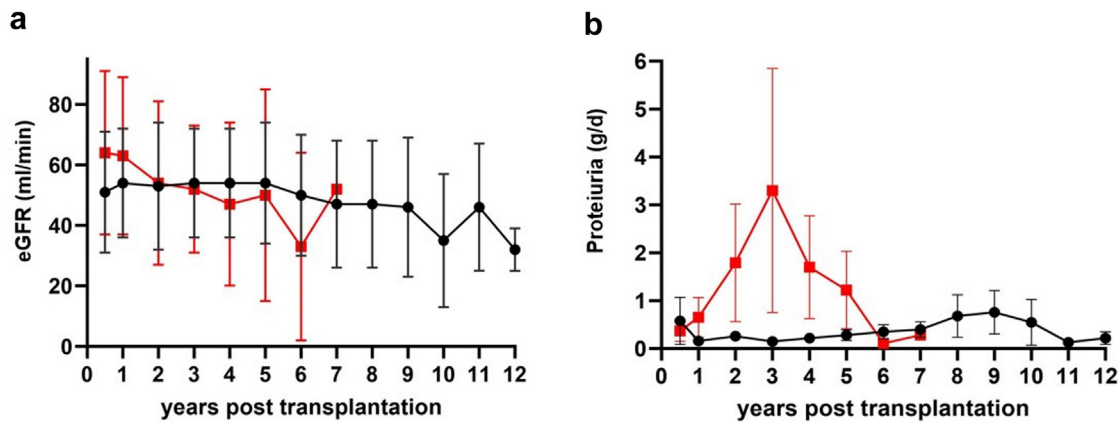 a
eGFR (ml/min)
80
60
40
20
0
0 1 2 3 4 5 6 7 8 9 10 11 12
years post transplantation
b
Proteiuria (g/d)
6
5
4
3
2
1
0
0 1 2 3 4 5 6 7 8 9 10 11 12
years post transplantation